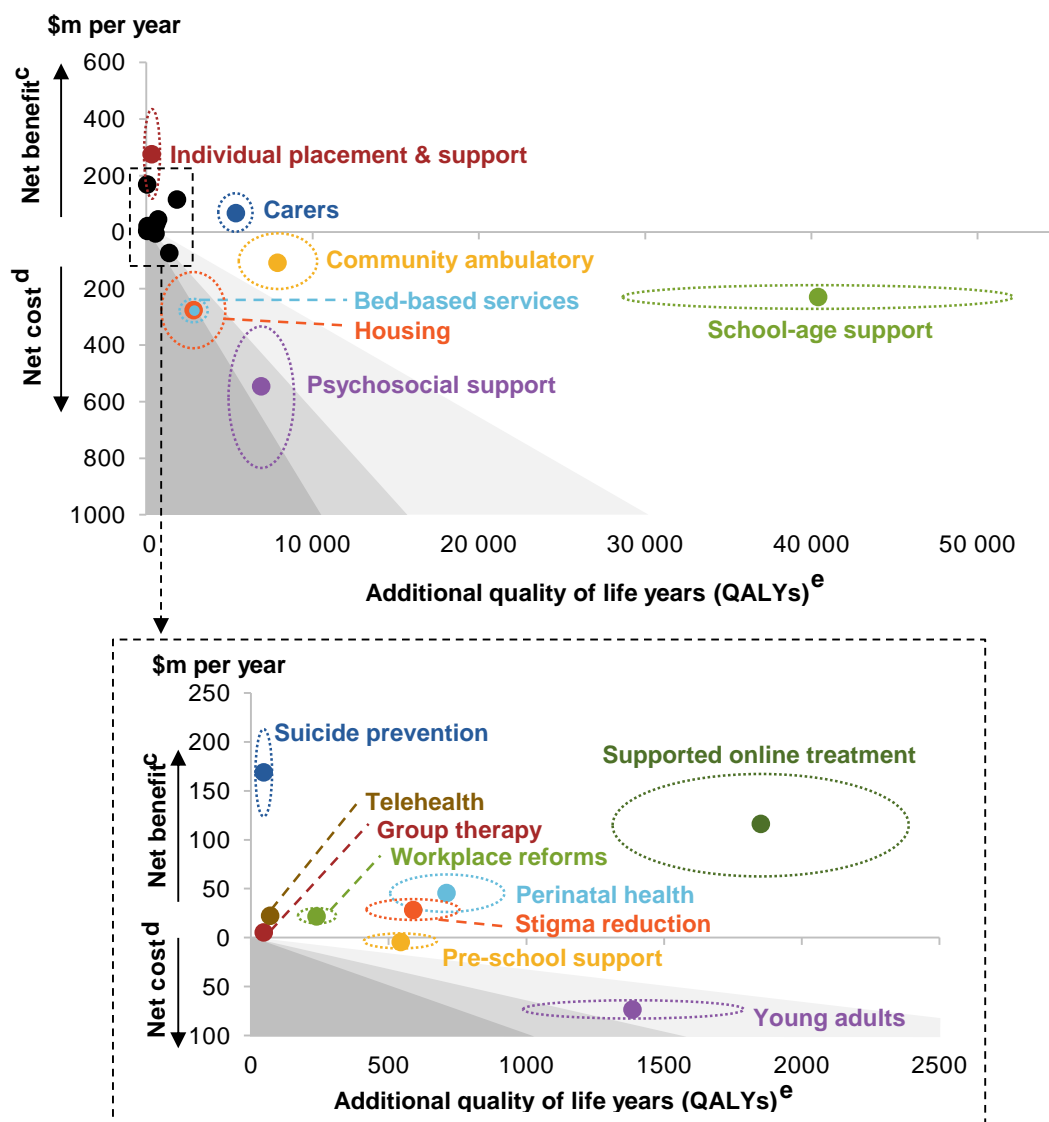 $m per year
Net benefit c
Net cost d
600
400
200
0
200
400
600
800
1000
Individual placement & support
Carers
Community ambulatory
Bed-based services
Housing
School-age support
Psychosocial support
0 10 000 20 000 30 000 40 000 50 000
Additional quality of life years (QALYs) e
$m per year
Net benefit c
Net cost d
250
200
150
100
50
0
50
100
Suicide prevention
Supported online treatment
Telehealth
Group therapy
Workplace reforms
Perinatal health
Stigma reduction
Pre-school support
Young adults
0 500 1000 1500 2000 2500
Additional quality of life years (QALYs) e